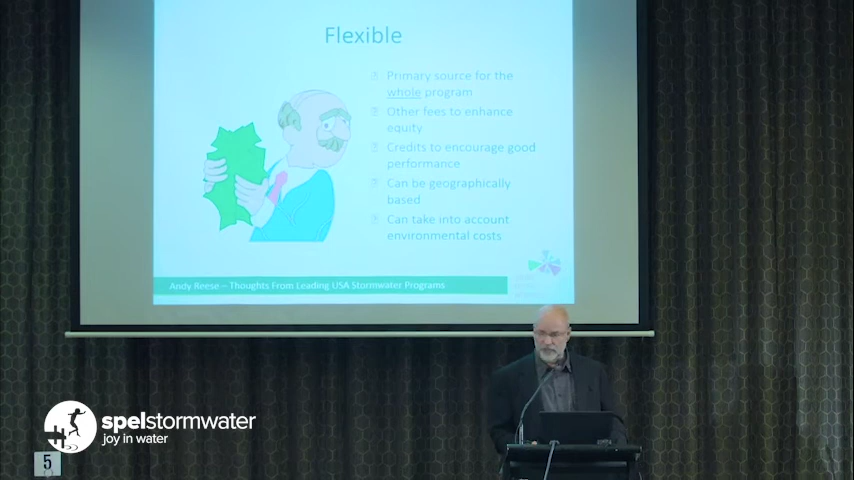 Flexible
Primary source for the
whole program
Other fees to enhance
equity
Credits to encourage good
performance
Can be geographically
based
Can take into account
environmental costs
Andy Reese – Thoughts From Leading USA Stormwater Programs
spelstormwater
joy in water
5